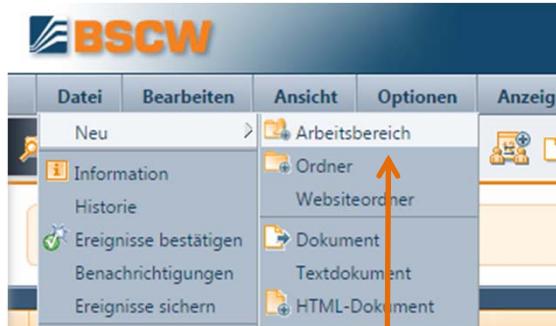 BSCW
Datei Bearbeiten Ansicht Optionen Anzeig
Neu
Arbeitsbereich
Ordner
Websiteordner
Dokument
Textdokument
HTML-Dokument
Information
Historie
Ereignisse bestätigen
Benachrichtigungen
Ereignisse sichern